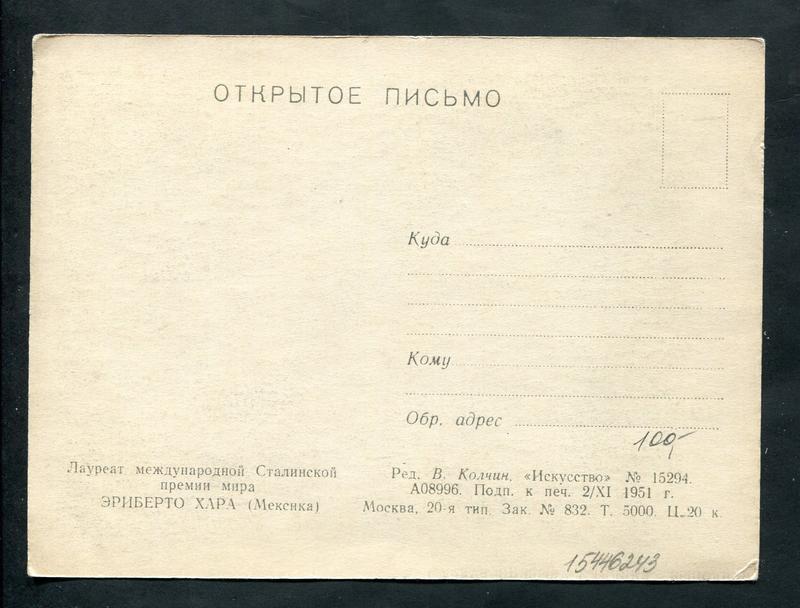 ОТКРЫТОЕ ПИСЬМО
Куда
Кому
Обр. адрес
100,-
Лауреат международной Сталинской
премии мира
ЭРИБЕРТО ХАРА (Мексика)
Ред. В. Колчин. «Искусство» № 15294.
А08996. Подп. к печ. 2/XI 1951 г.
Москва, 20-я тип. Зак. № 832. Т. 5000. Ц. 20 к.
15446243